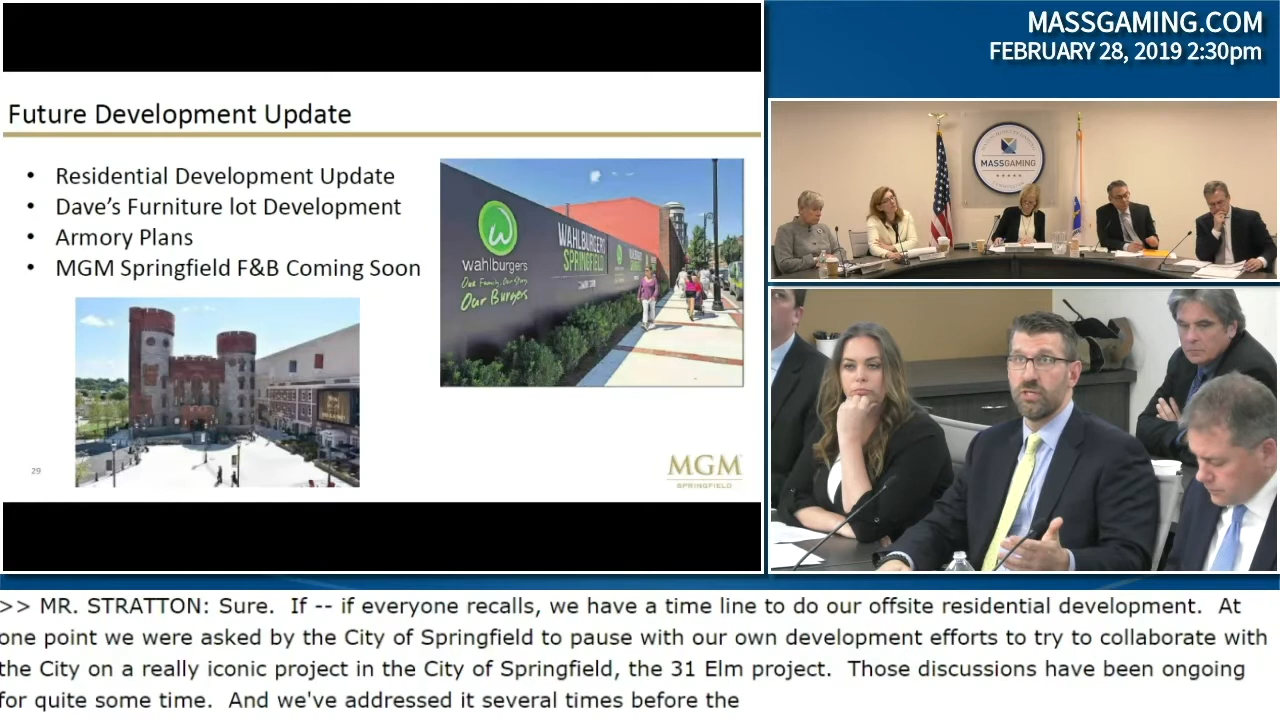 MASSGAMING.COM
FEBRUARY 28, 2019 2:30pm
Future Development Update
• Residential Development Update
• Dave's Furniture lot Development
• Armory Plans
• MGM Springfield F&B Coming Soon
wahlburgers
Our Family, Our Story,
Our Burgers
WAHLBURGERS
SPRINGFIELD
MASSGAMING
29
MGM
SPRINGFIELD
>> MR. STRATTON: Sure. If -- if everyone recalls, we have a time line to do our offsite residential development. At
one point we were asked by the City of Springfield to pause with our own development efforts to try to collaborate with
the City on a really iconic project in the City of Springfield, the 31 Elm project. Those discussions have been ongoing
for quite some time. And we've addressed it several times before the